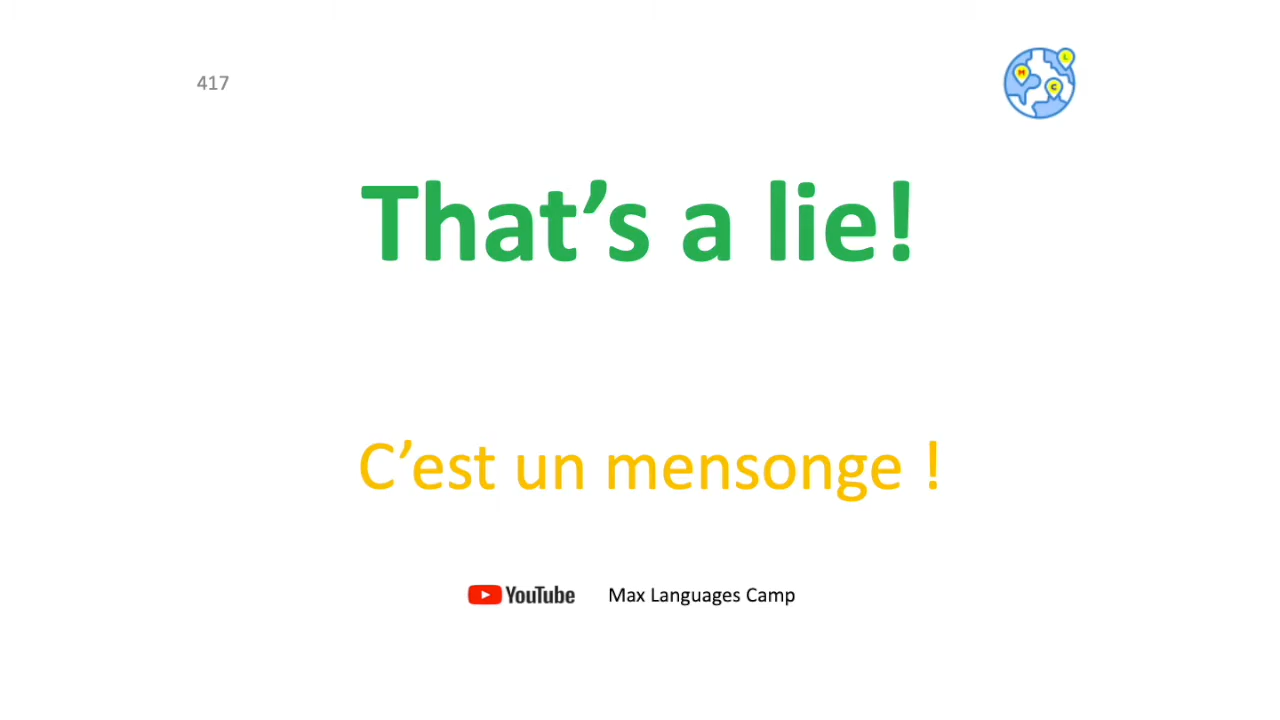 417
M
L
C
That’s a lie!
C’est un mensonge !
YouTube Max Languages Camp